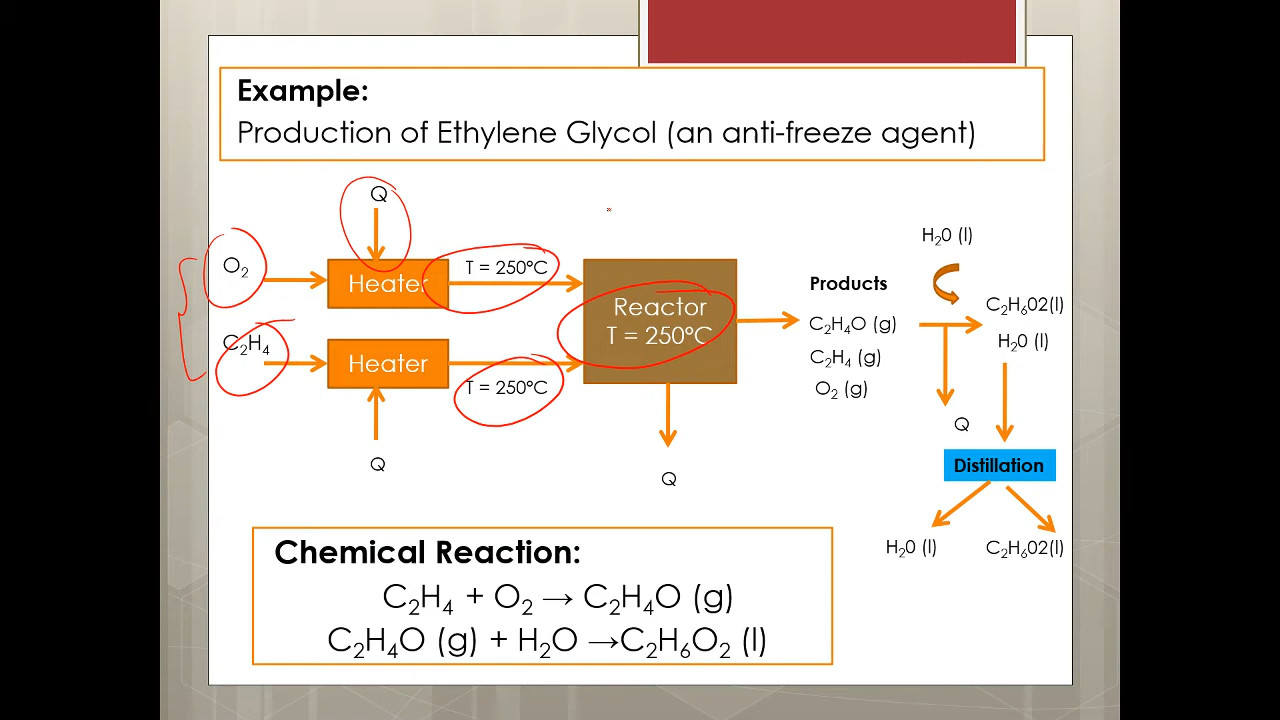 Example:
Production of Ethylene Glycol (an anti-freeze agent)
Q
O₂
Heater
T = 250°C
C₂H₄
Heater
T = 250°C
Q
Reactor
T = 250°C
Q
Products
C₂H₄O (g)
C₂H₄ (g)
O₂ (g)
H₂0 (l)
C₂H₆02(l)
H₂0 (l)
Q
Distillation
H₂0 (l)
C₂H₆02(l)
Chemical Reaction:
C₂H₄ + O₂ → C₂H₄O (g)
C₂H₄O (g) + H₂O →C₂H₆O₂ (l)